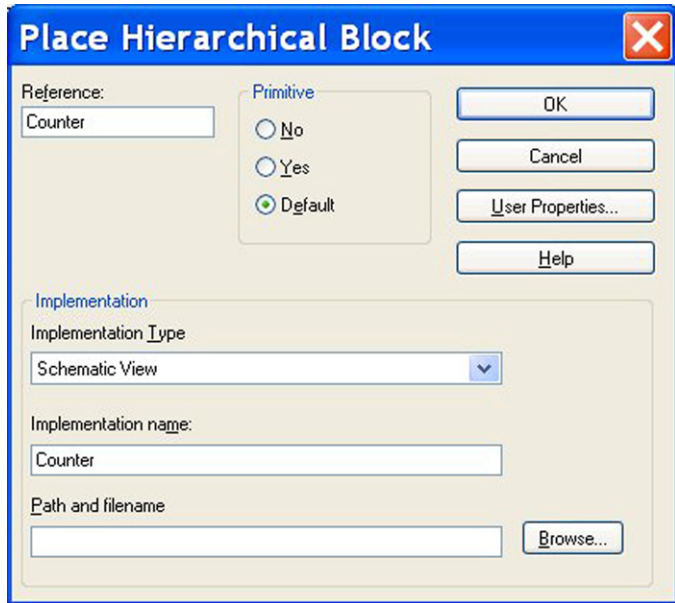 Place Hierarchical Block
Reference:
Counter
Primitive
No
Yes
Default
OK
Cancel
User Properties...
Help
Implementation
Implementation Type
Schematic View
Implementation name:
Counter
Path and filename
Browse...